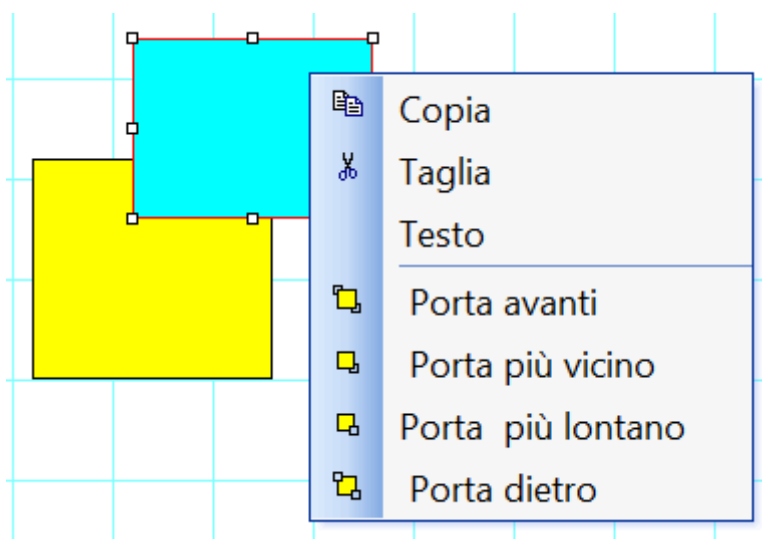 Copia
Taglia
Testo
Porta avanti
Porta più vicino
Porta  più lontano
Porta dietro